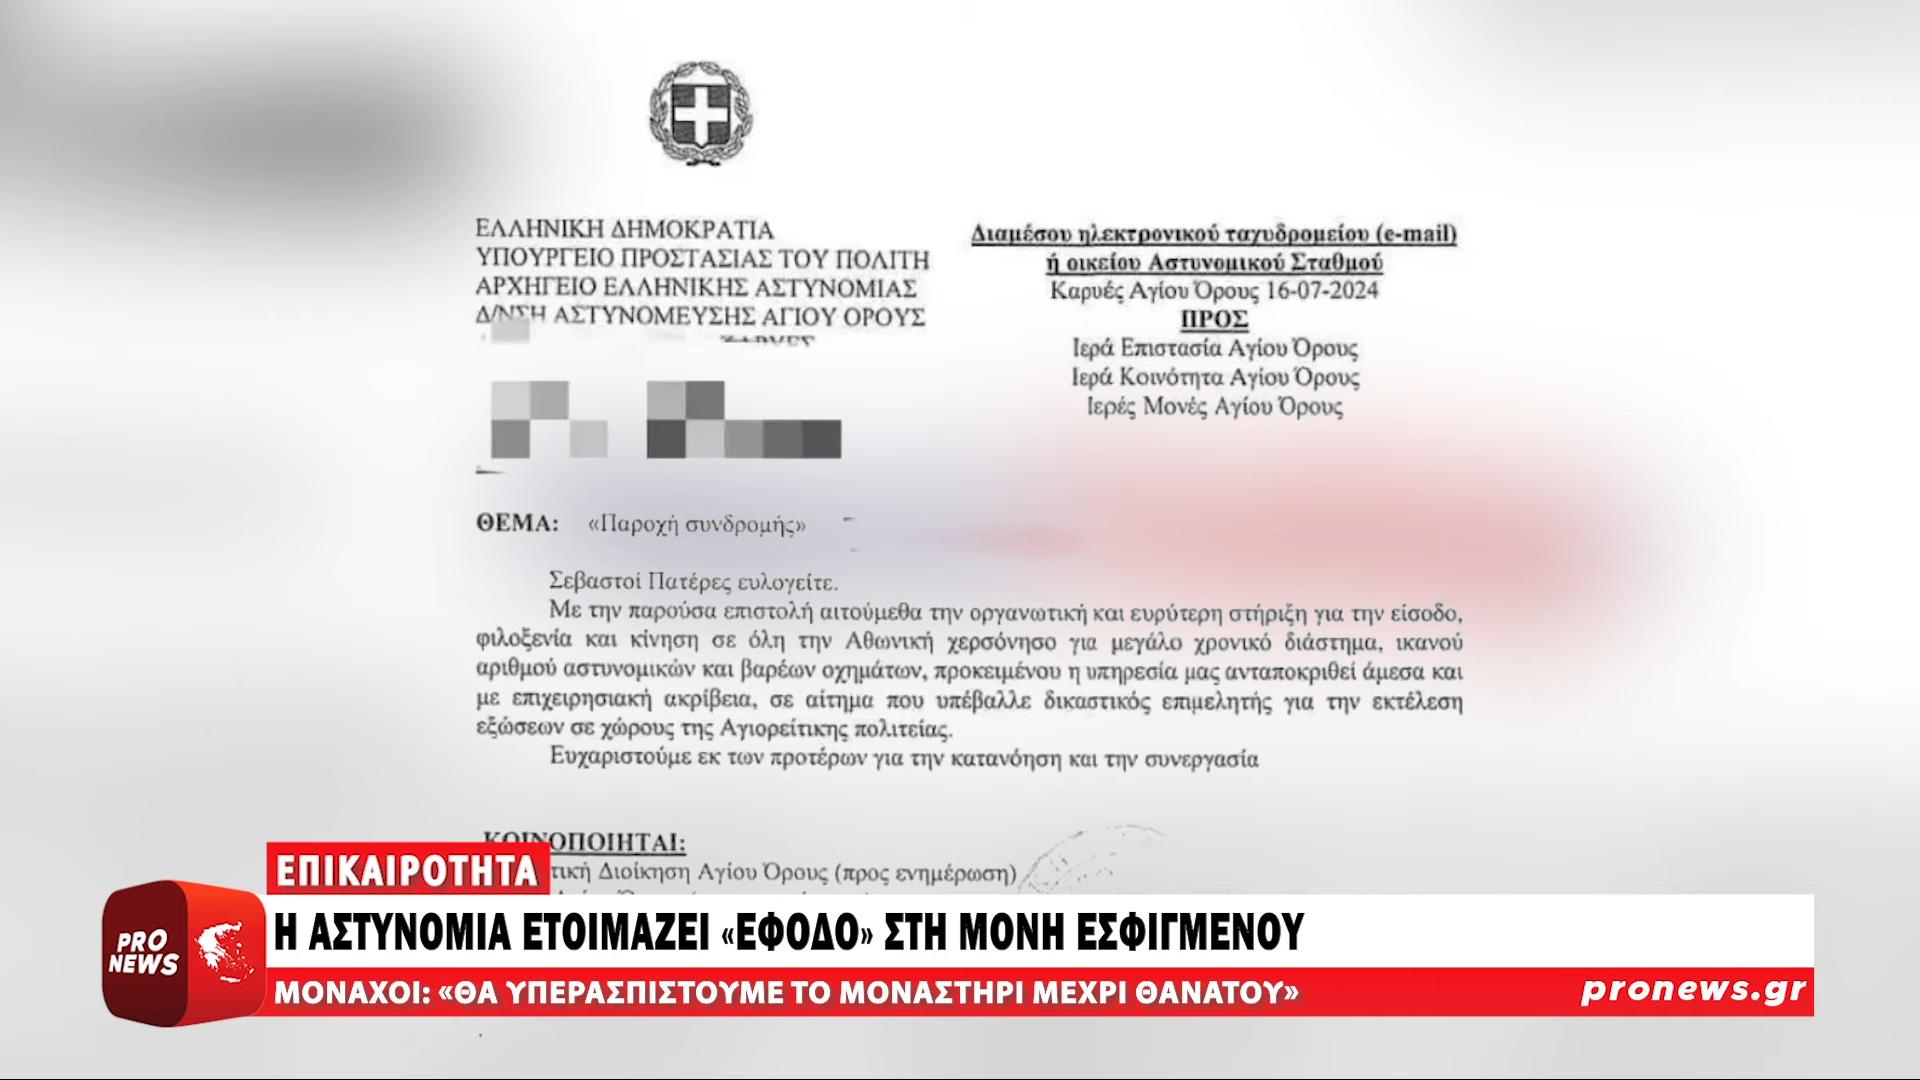 ΕΛΛΗΝΙΚΗ ΔΗΜΟΚΡΑΤΙΑ
ΥΠΟΥΡΓΕΙΟ ΠΡΟΣΤΑΣΙΑΣ ΤΟΥ ΠΟΛΙΤΗ
ΑΡΧΗΓΕΙΟ ΕΛΛΗΝΙΚΗΣ ΑΣΤΥΝΟΜΙΑΣ
Δ/ΝΣΗ ΑΣΤΥΝΟΜΕΥΣΗΣ ΑΓΙΟΥ ΟΡΟΥΣ
Διαμέσου ηλεκτρονικού ταχυδρομείου (e-mail)
ή οικείου Αστυνομικού Σταθμού
Καρυές Αγίου Όρους 16-07-2024
ΠΡΟΣ
Ιερά Επιστασία Αγίου Όρους
Ιερά Κοινότητα Αγίου Όρους
Ιερές Μονές Αγίου Όρους
ΘΕΜΑ: «Παροχή συνδρομής»
Σεβαστοί Πατέρες ευλογείτε.
Με την παρούσα επιστολή αιτούμεθα την οργανωτική και ευρύτερη στήριξη για την είσοδο,
φιλοξενία και κίνηση σε όλη την Αθωνική χερσόνησο για μεγάλο χρονικό διάστημα, ικανού
αριθμού αστυνομικών και βαρέων οχημάτων, προκειμένου η υπηρεσία μας ανταποκριθεί άμεσα και
με επιχειρησιακή ακρίβεια, σε αίτημα που υπέβαλλε δικαστικός επιμελητής για την εκτέλεση
εξώσεων σε χώρους της Αγιορείτικης πολιτείας.
Ευχαριστούμε εκ των προτέρων για την κατανόηση και την συνεργασία
ΚΟΙΝΟΠΟΙΗΤΑΙ:
τική Διοίκηση Αγίου Όρους (προς ενημέρωση)
ΕΠΙΚΑΙΡΟΤΗΤΑ
PRO
NEWS
Η ΑΣΤΥΝΟΜΙΑ ΕΤΟΙΜΑΖΕΙ «ΕΦΟΔΟ» ΣΤΗ ΜΟΝΗ ΕΣΦΙΓΜΕΝΟΥ
ΜΟΝΑΧΟΙ: «ΘΑ ΥΠΕΡΑΣΠΙΣΤΟΥΜΕ ΤΟ ΜΟΝΑΣΤΗΡΙ ΜΕΧΡΙ ΘΑΝΑΤΟΥ»
pronews.gr